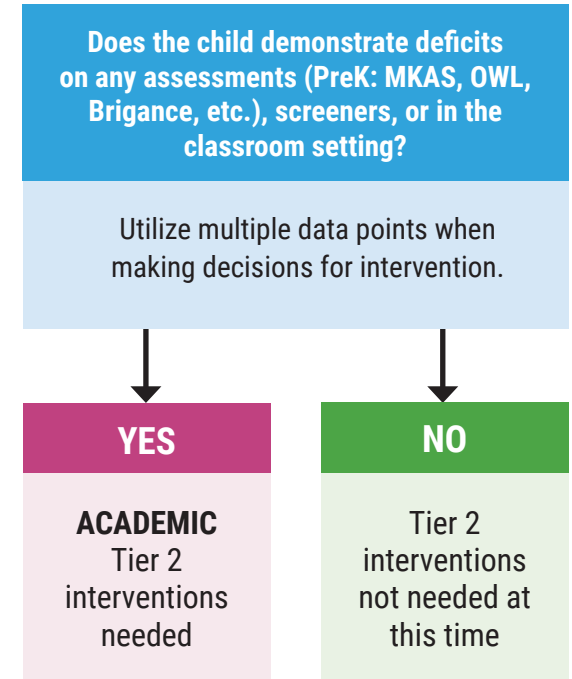 Does the child demonstrate deficits
on any assessments (PreK: MKAS, OWL,
Brigance, etc.), screeners, or in the
classroom setting?
Utilize multiple data points when
making decisions for intervention.
YES
ACADEMIC
Tier 2
interventions
needed
NO
Tier 2
interventions
not needed at
this time